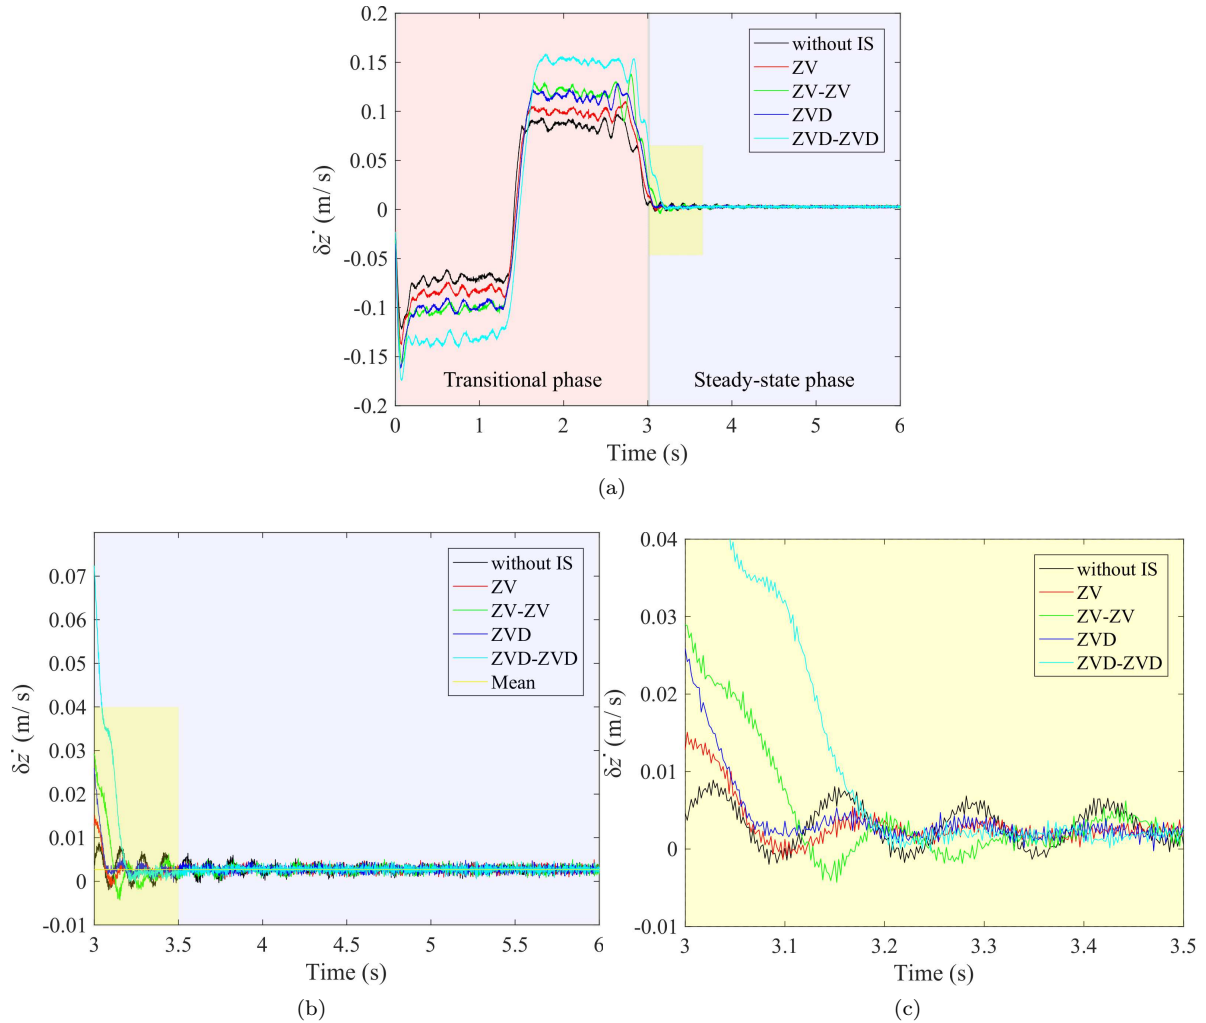 0.2
0.15
0.1
0.05
0
-0.05
-0.1
-0.15
-0.2
δż (m/s)
without IS
ZV
ZV-ZV
ZVD
ZVD-ZVD
Transitional phase
Steady-state phase
0 1 2 3 4 5 6
Time (s)
(a)
0.07
0.06
0.05
0.04
0.03
0.02
0.01
0
-0.01
δż (m/s)
without IS
ZV
ZV-ZV
ZVD
ZVD-ZVD
Mean
3 3.5 4 4.5 5 5.5 6
Time (s)
(b)
0.04
0.03
0.02
0.01
0
-0.01
δż (m/s)
without IS
ZV
ZV-ZV
ZVD
ZVD-ZVD
3 3.1 3.2 3.3 3.4 3.5
Time (s)
(c)